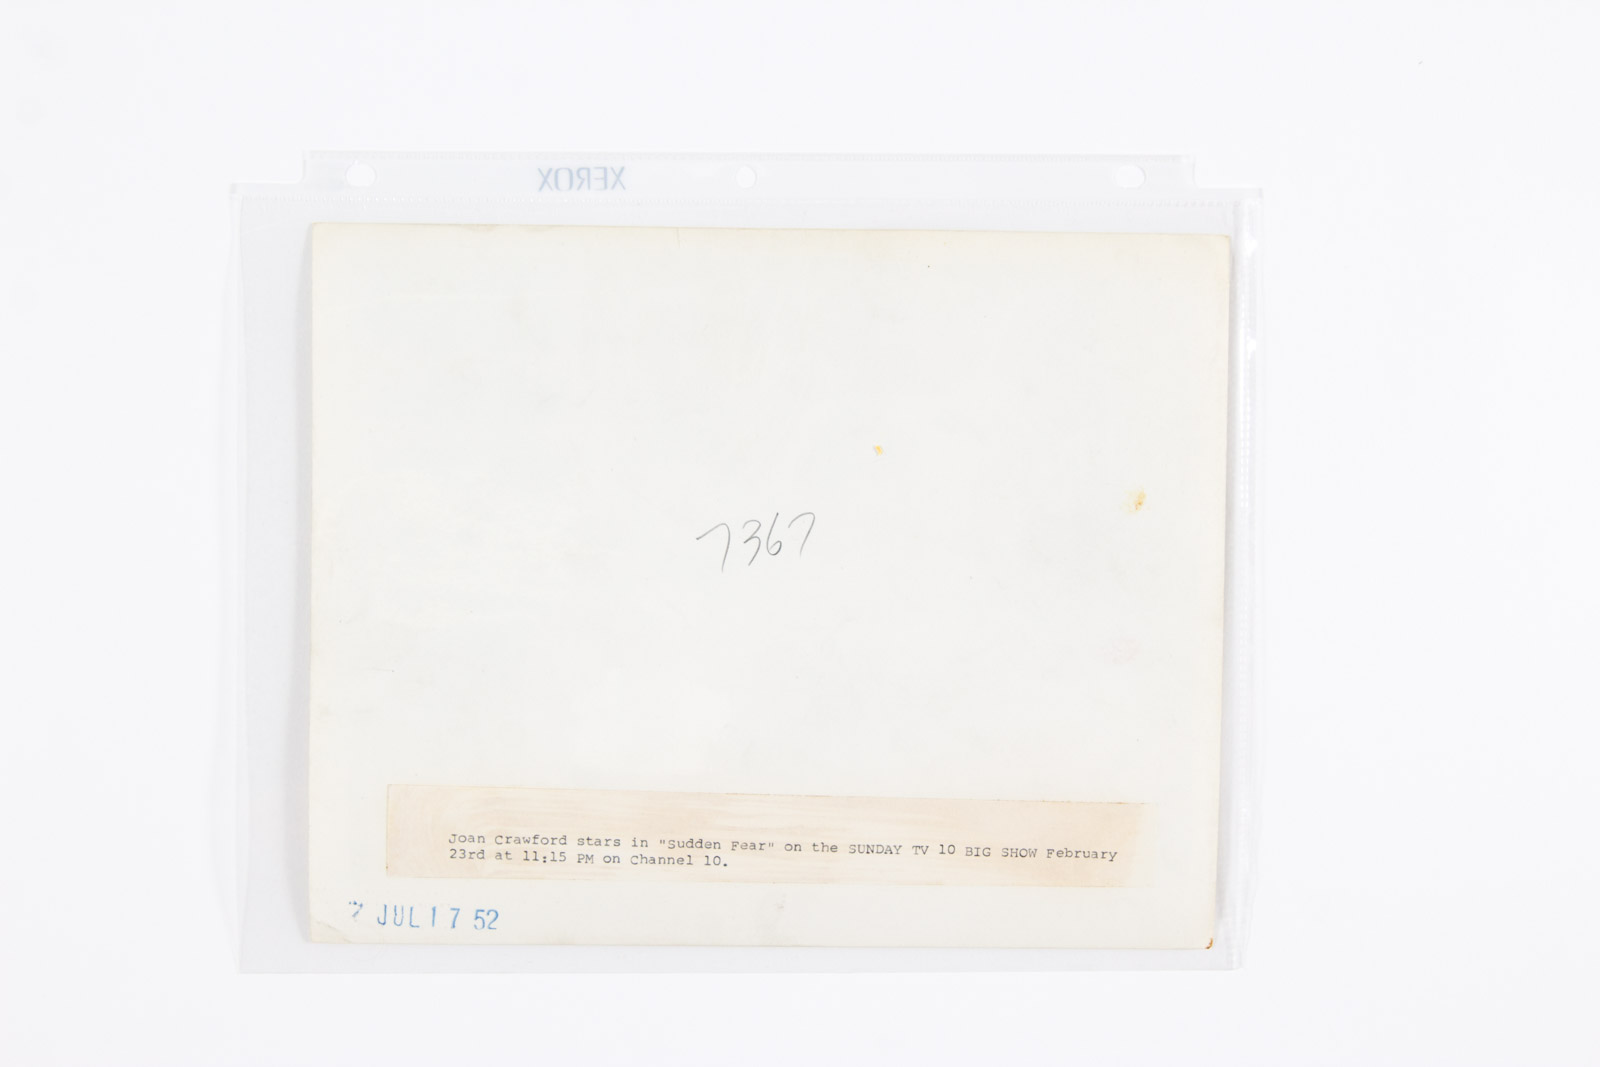 XEROX
7367
Joan Crawford stars in "Sudden Fear" on the SUNDAY TV 10 BIG SHOW February
23rd at 11:15 PM on Channel 10.
JUL 17 52